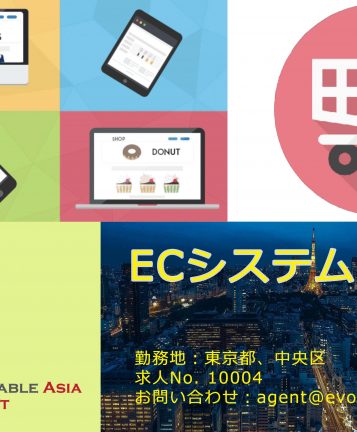 SHOP
DONUT
ECシステム
勤務地：東京都、中央区
求人No. 10004
お問い合わせ：agent@evo
ABLE ASIA
T